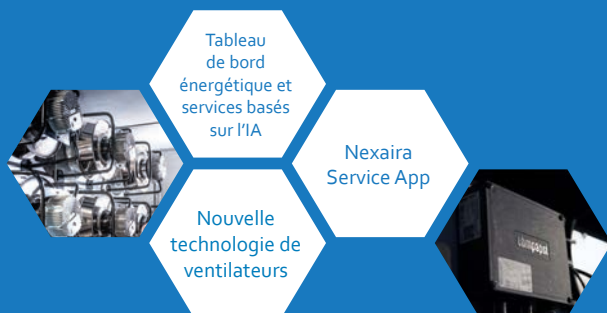 Tableau
de bord
énergétique et
services basés
sur l'IA
Nexaira
Service App
Nouvelle
technologie de
ventilateurs